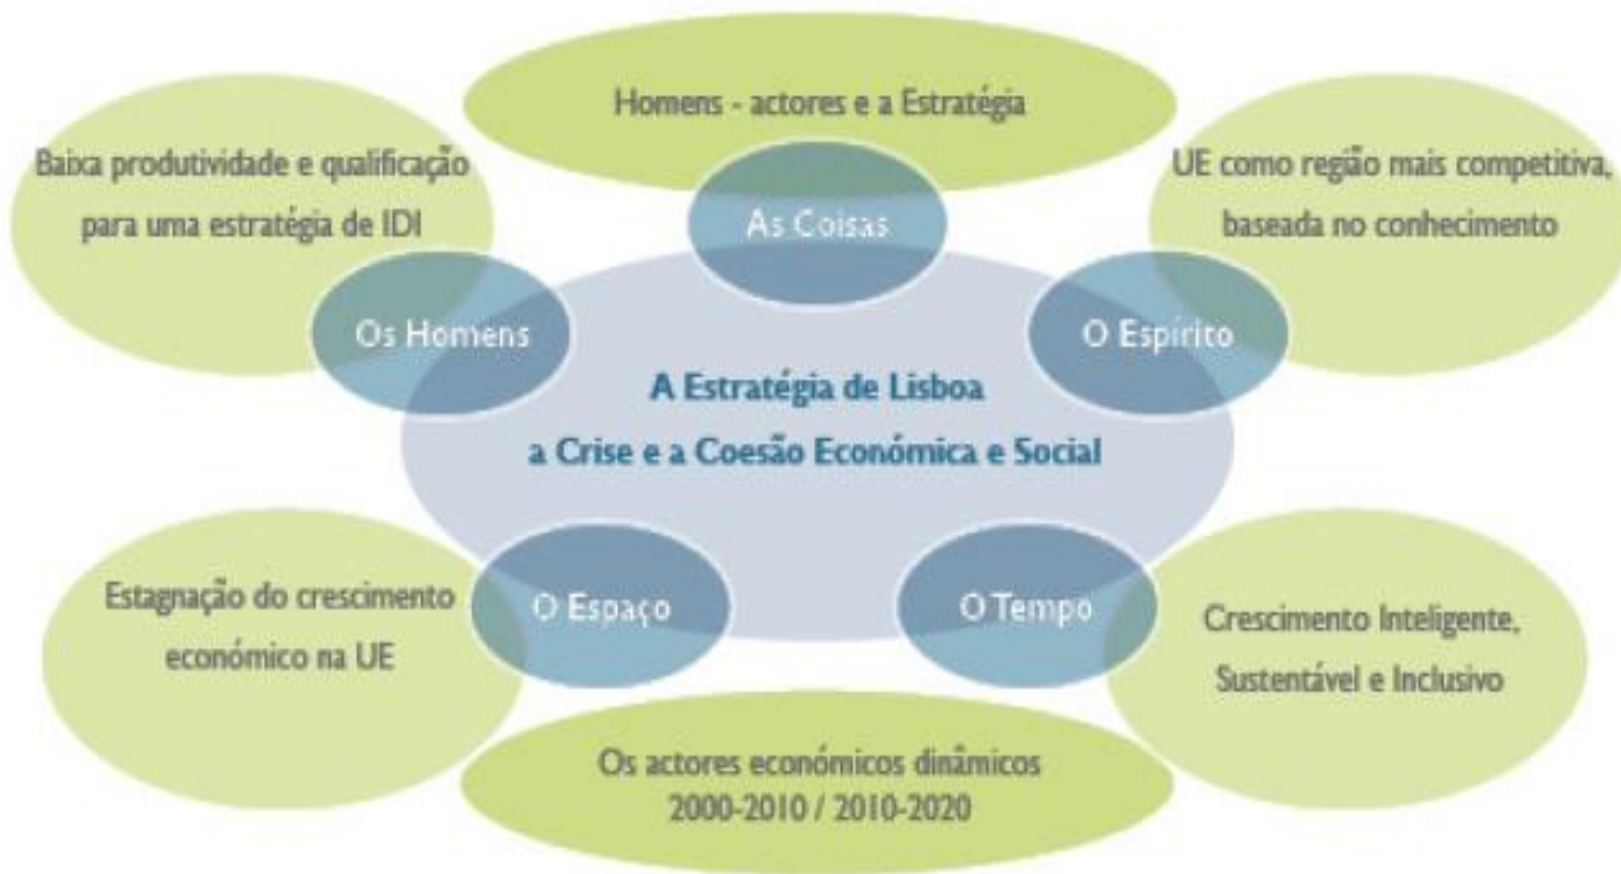 Homens - actores e a Estratégia
Baixa produtividade e qualificação
para uma estratégia de IDI
UE como região mais competitiva,
baseada no conhecimento
As Coisas
Os Homens
O Espírito
A Estratégia de Lisboa
a Crise e a Coesão Económica e Social
Estagnação do crescimento
económico na UE
O Espaço
O Tempo
Crescimento Inteligente,
Sustentável e Inclusivo
Os actores económicos dinâmicos
2000-2010 / 2010-2020